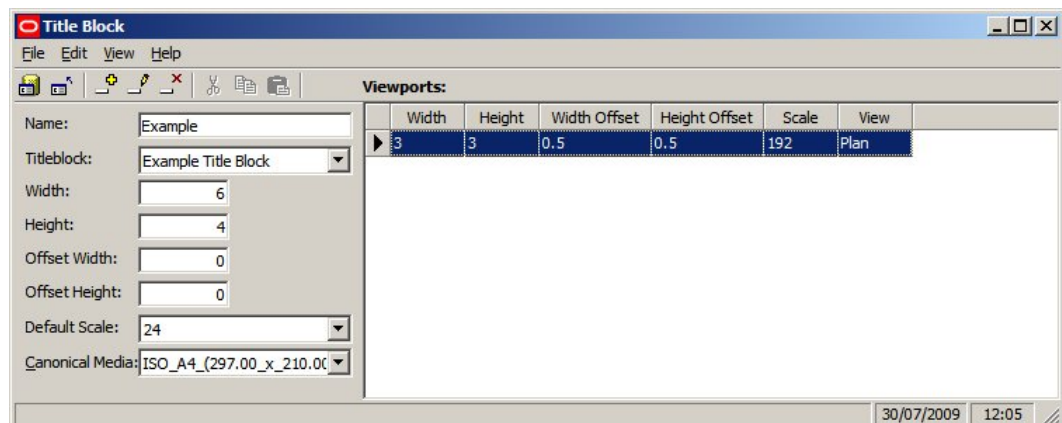 Title Block
File Edit View Help
Viewports:
Name: Example
Titleblock: Example Title Block
Width: 6
Height: 4
Offset Width: 0
Offset Height: 0
Default Scale: 24
Canonical Media: ISO_A4_(297.00_x_210.00
Width Height Width Offset Height Offset Scale View
3 3 0.5 0.5 192 Plan
30/07/2009 12:05